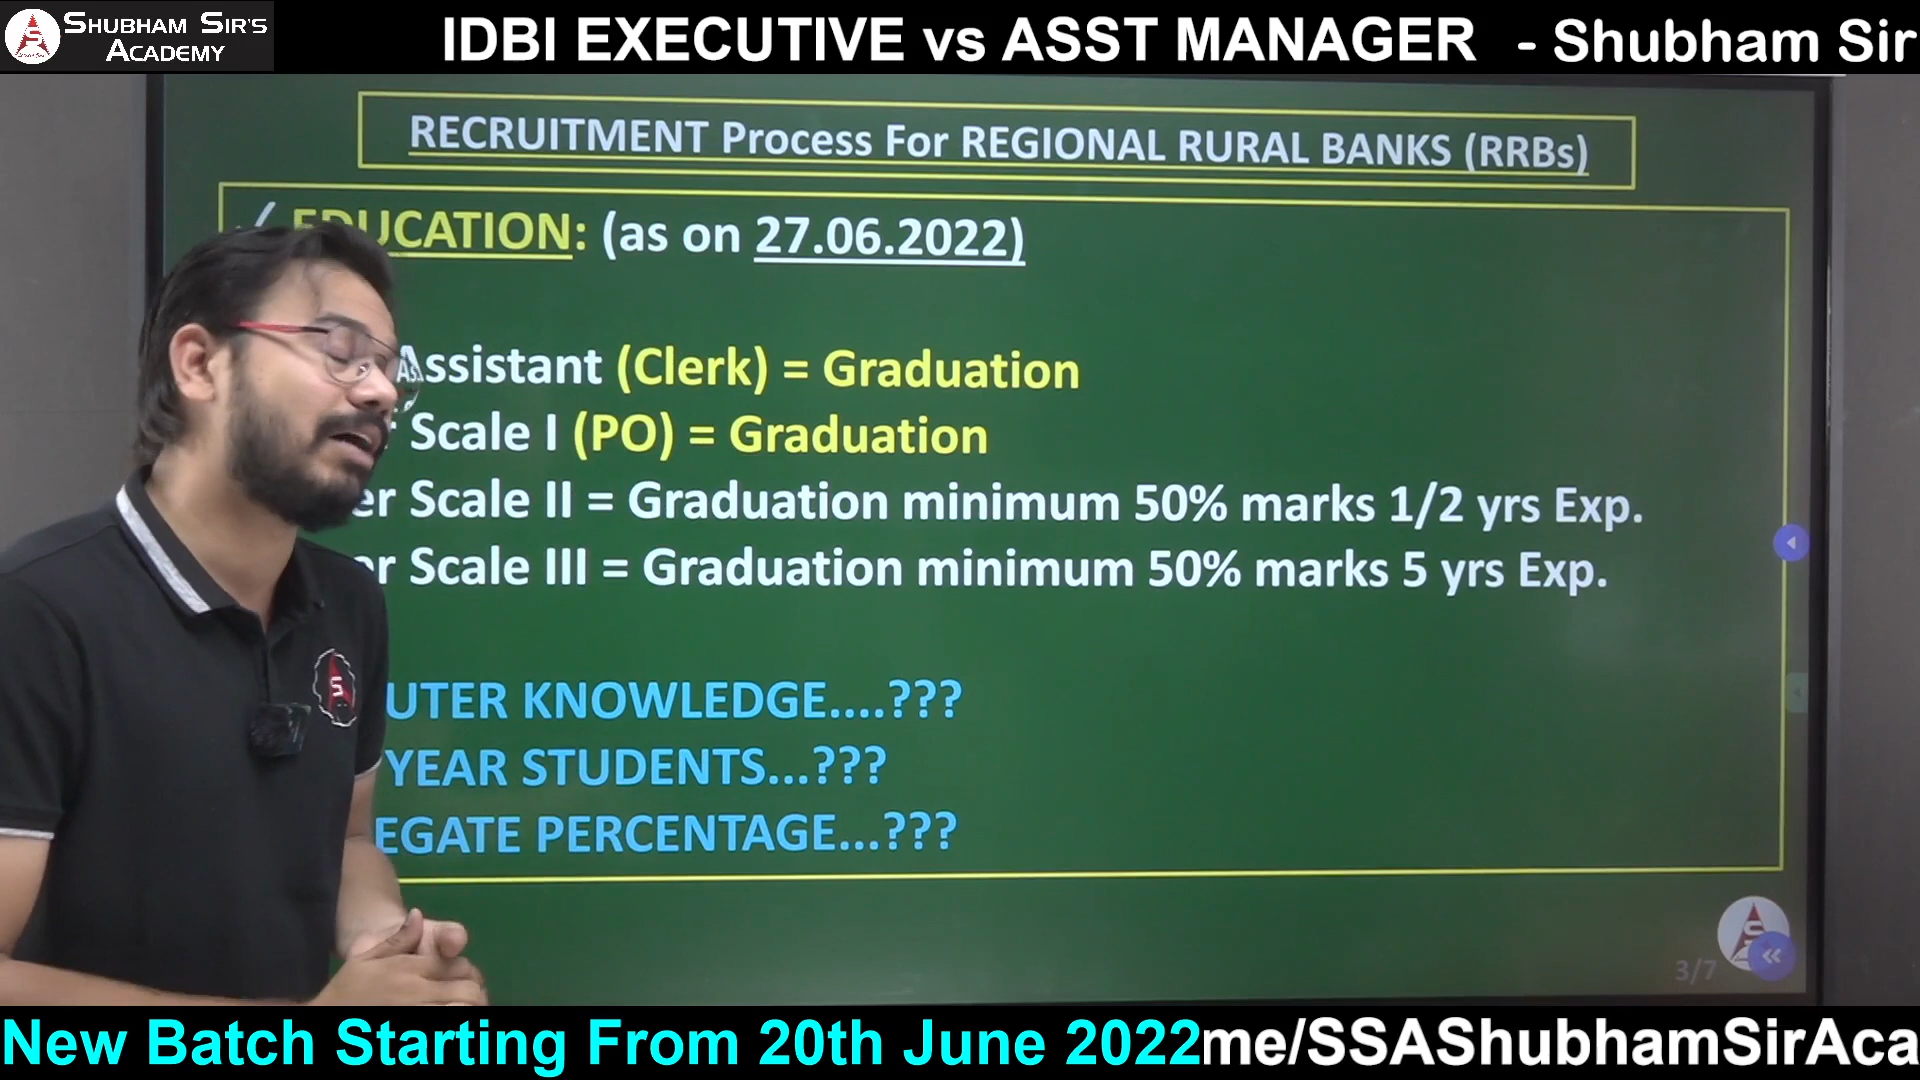 SHUBHAM SIR'S
ACADEMY
IDBI EXECUTIVE vs ASST MANAGER - Shubham Sir
RECRUITMENT Process For REGIONAL RURAL BANKS (RRBs)
✓ EDUCATION: (as on 27.06.2022)
Assistant (Clerk) = Graduation
Scale I (PO) = Graduation
er Scale II = Graduation minimum 50% marks 1/2 yrs Exp.
er Scale III = Graduation minimum 50% marks 5 yrs Exp.
UTER KNOWLEDGE....???
YEAR STUDENTS...???
EGATE PERCENTAGE...???
3/7
New Batch Starting From 20th June 2022me/SSAShubhamSirAca